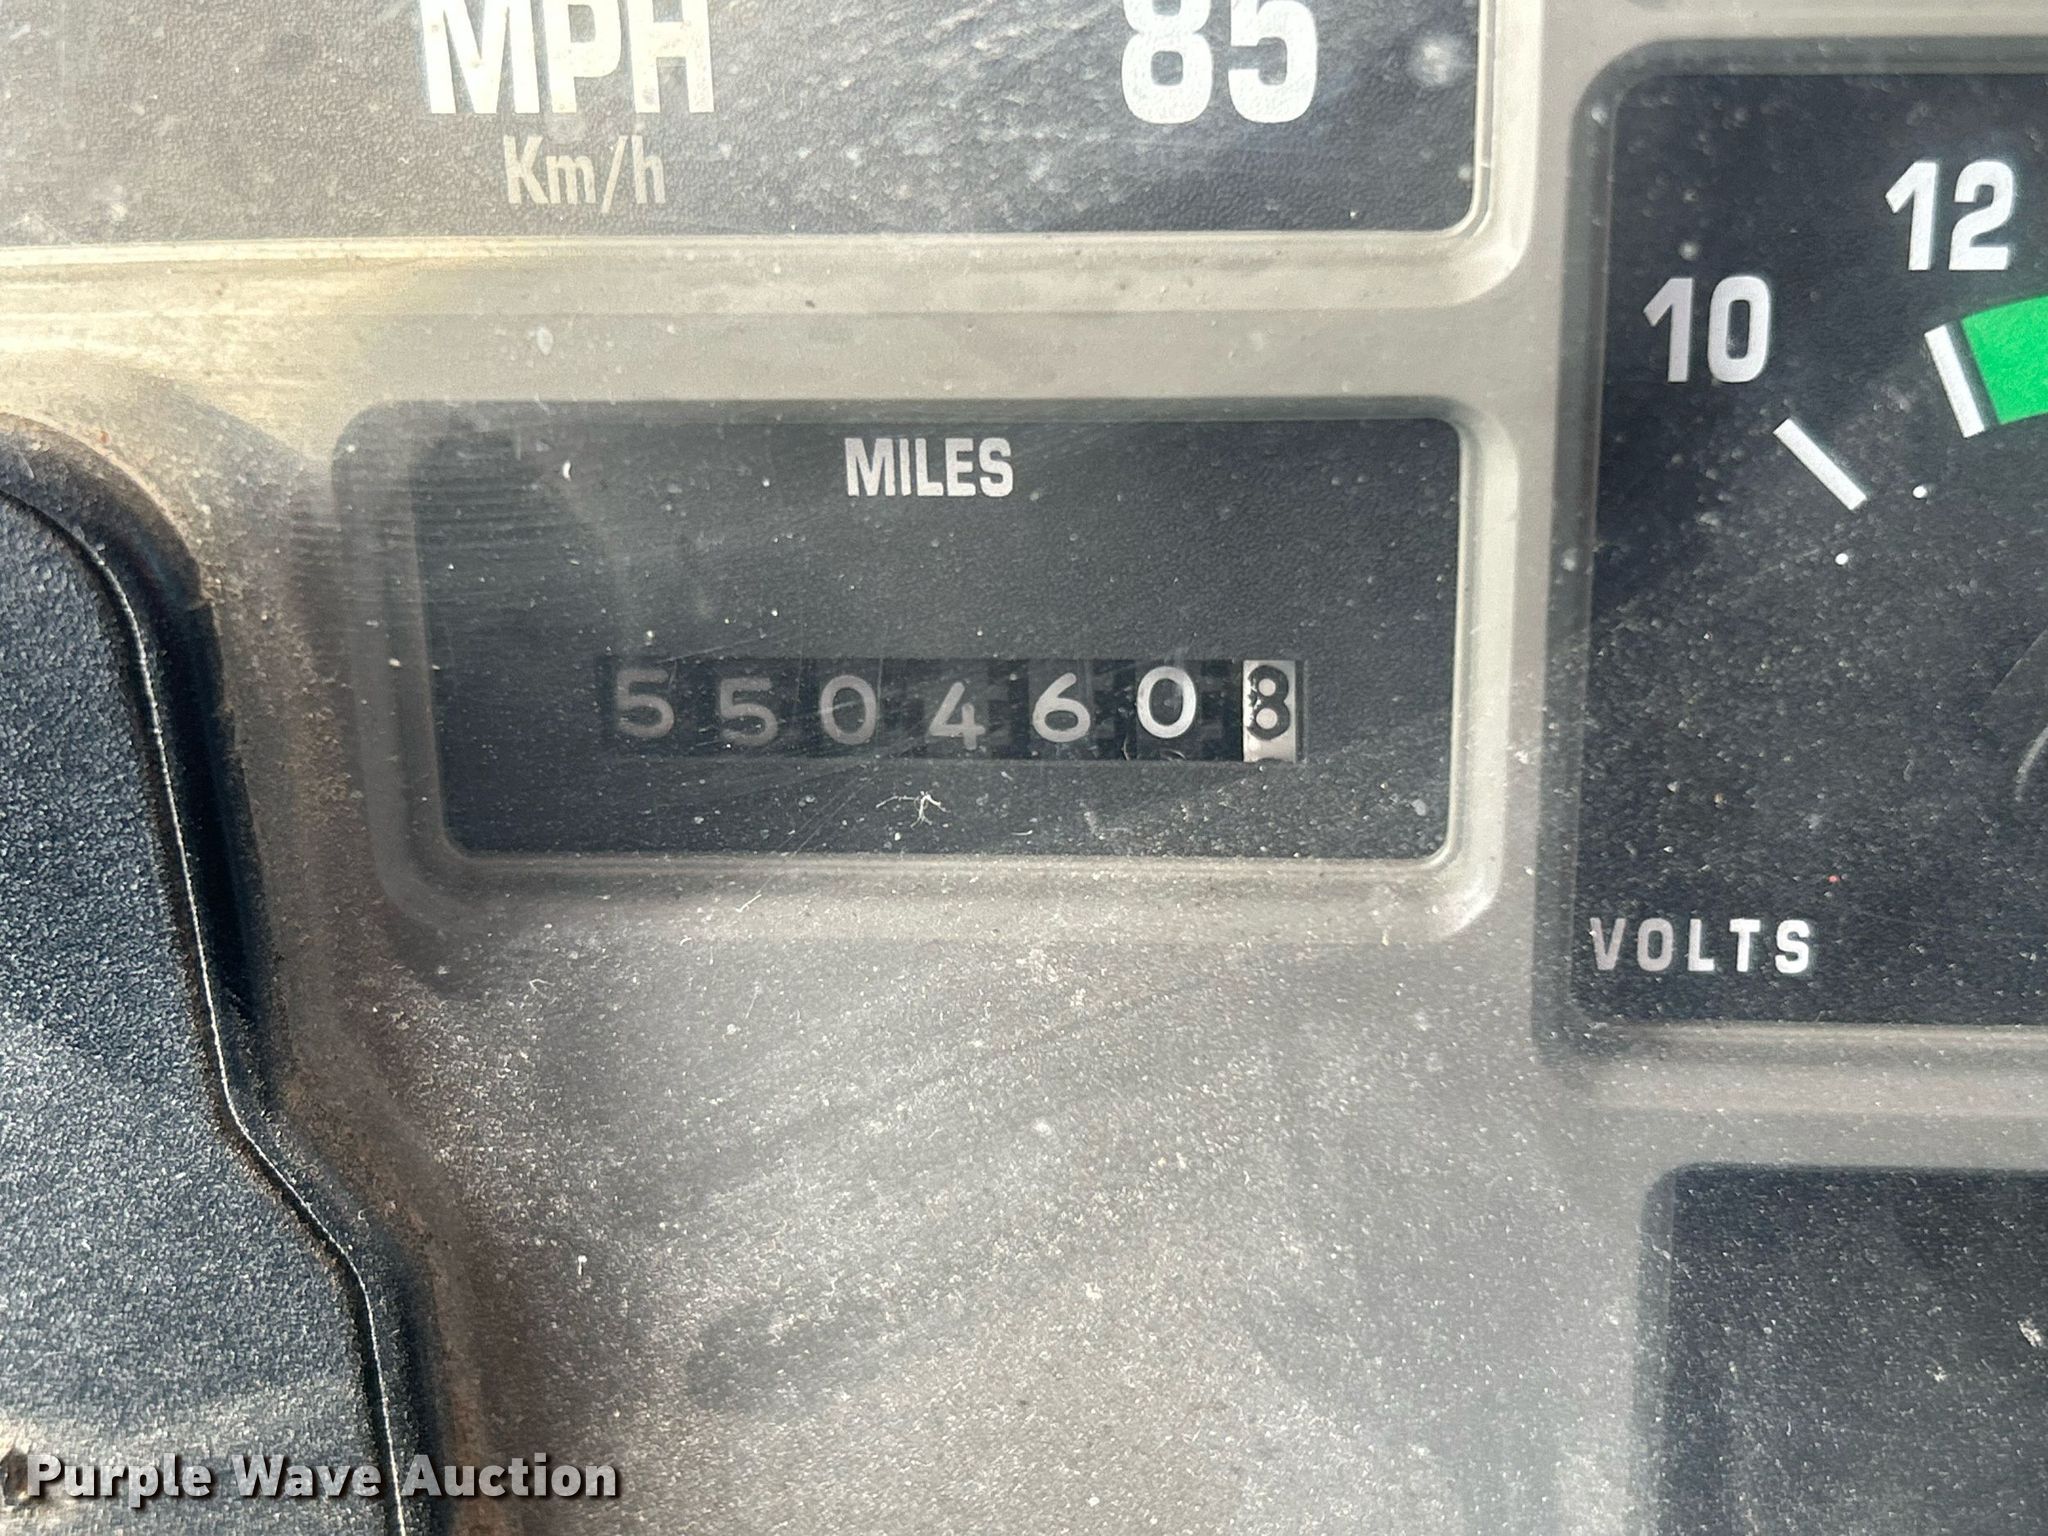 MPH 85
Km/h
12
10
MILES
5504608
VOLTS
Purple Wave Auction